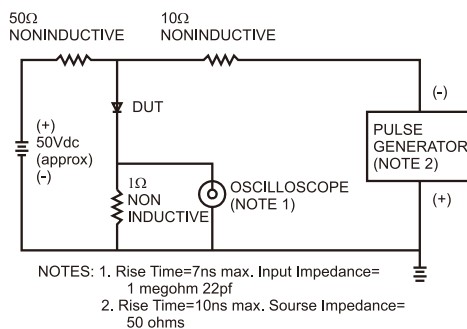 50Ω
NONINDUCTIVE
10Ω
NONINDUCTIVE
DUT
(+)
50Vdc
(approx)
(-)
1Ω
NON
INDUCTIVE
OSCILLOSCOPE
(NOTE 1)
(-)
PULSE
GENERATOR
(NOTE 2)
(+)
NOTES: 1. Rise Time=7ns max. Input Impedance=
1 megohm 22pf
2. Rise Time=10ns max. Sourse Impedance=
50 ohms